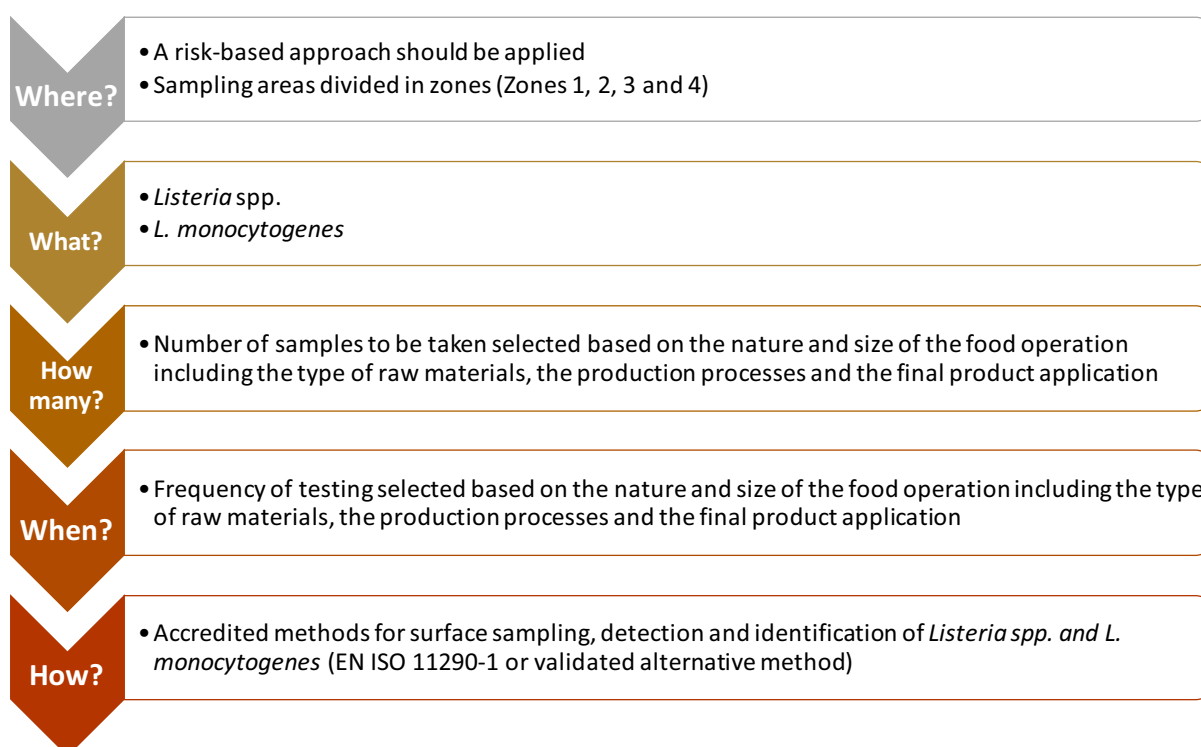 Where?
• A risk-based approach should be applied
• Sampling areas divided in zones (Zones 1, 2, 3 and 4)
What?
• Listeria spp.
• L. monocytogenes
How
many?
• Number of samples to be taken selected based on the nature and size of the food operation
including the type of raw materials, the production processes and the final product application
When?
• Frequency of testing selected based on the nature and size of the food operation including the type
of raw materials, the production processes and the final product application
How?
• Accredited methods for surface sampling, detection and identification of Listeria spp. and L.
monocytogenes (EN ISO 11290-1 or validated alternative method)